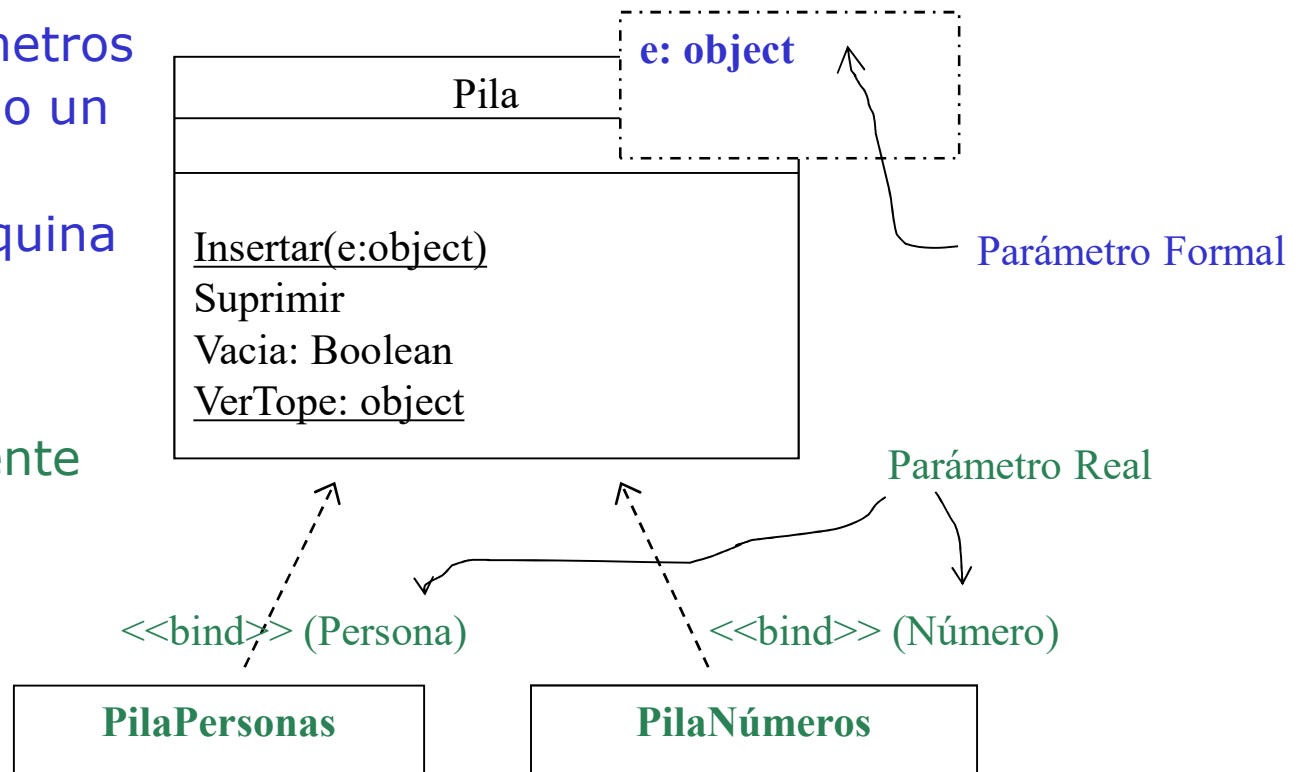 metros
o un
quina
ente
e: object
Pila
Insertar(e:object)
Suprimir
Vacia: Boolean
VerTope: object
Parámetro Formal
Parámetro Real
<<bind>> (Persona)
<<bind>> (Número)
PilaPersonas
PilaNúmeros